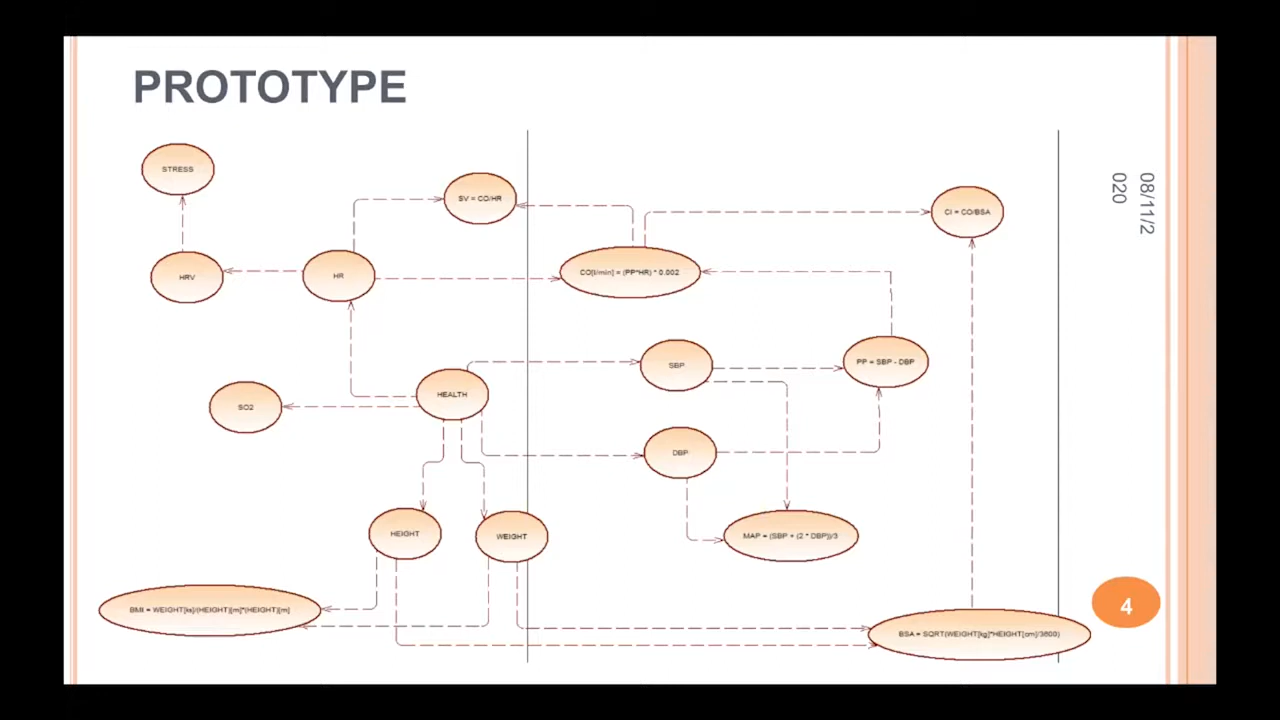 PROTOTYPE
STRESS
08/11/2
020
SV = CO/HR
CI = CO/BSA
HRV
HR
CO[l/min] = (PP*HR) * 0.002
SBP
PP = SBP - DBP
HEALTH
SO2
DBP
HEIGHT
WEIGHT
MAP = (SBP + (2 * DBP))/3
BMI = WEIGHT[kg]/(HEIGHT)[m]*(HEIGHT)[m]
4
BSA = SQRT(WEIGHT[kg]*HEIGHT[cm]/3600)